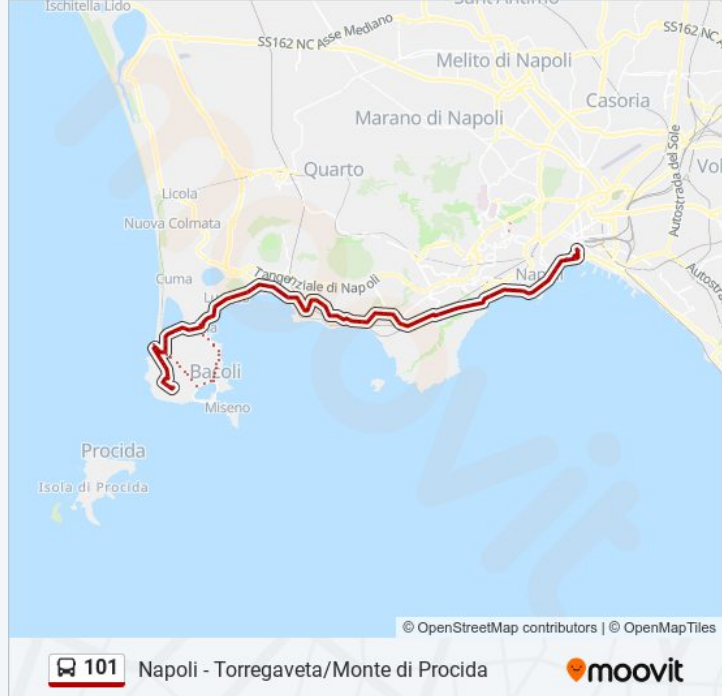 Ischitella Lido
Sant'Antimo
SS162 NC Asse Mediano
SS162 NC
Melito di Napoli
Casoria
Marano di Napoli
Autostrada del Sole
Quarto
Licola
Nuova Colmata
Cuma
Tangenziale di Napoli
Napoli
Autost
Bacoli
Miseno
Procida
Isola di Procida
moovit
© OpenStreetMap contributors | © OpenMapTiles
101 Napoli - Torregaveta/Monte di Procida
moovit